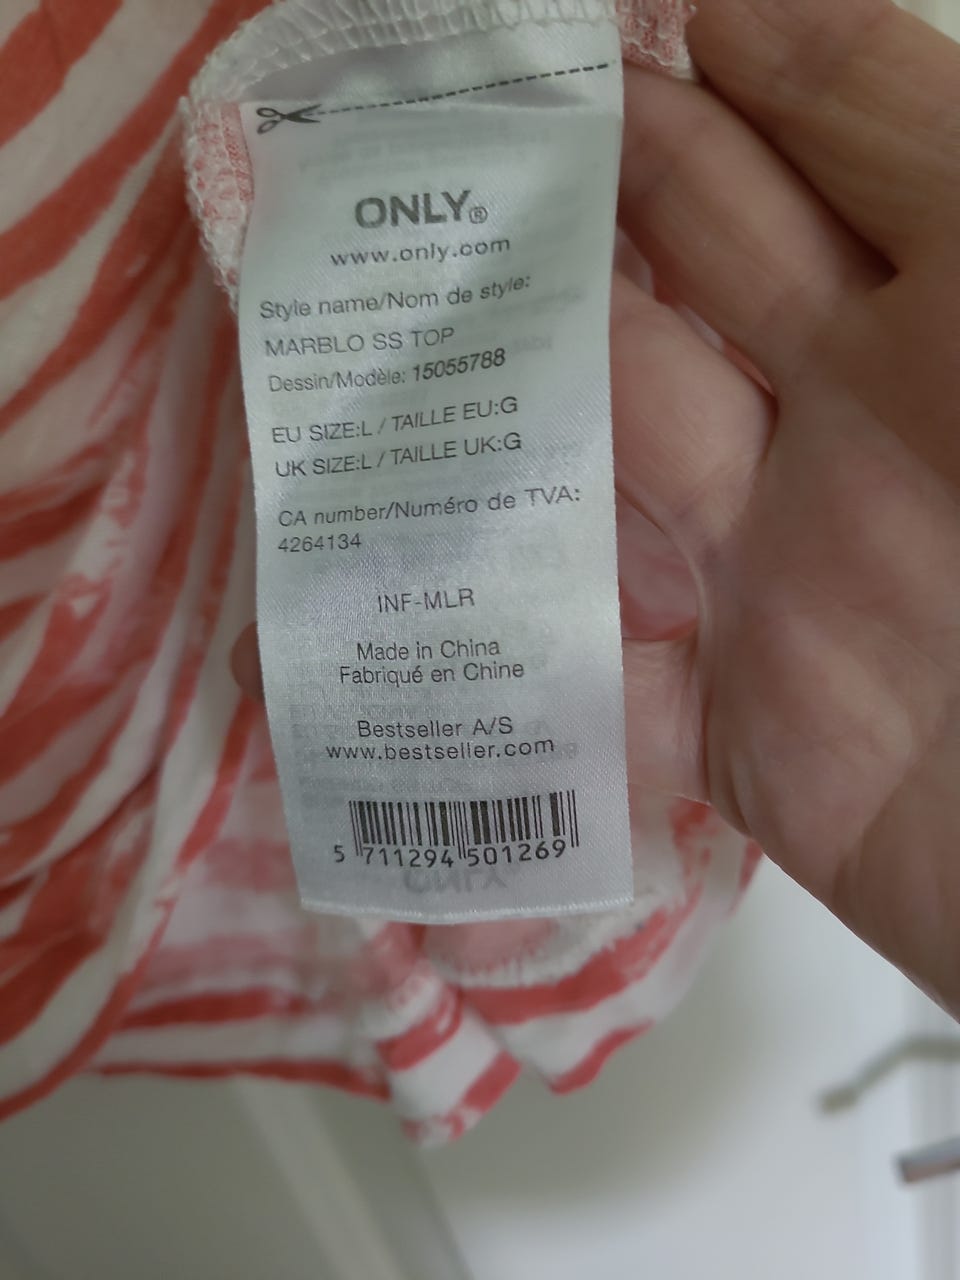 ONLY®
www.only.com
Style name/Nom de style:
MARBLO SS TOP
Dessin/Modèle: 15055788
EU SIZE:L / TAILLE EU:G
UK SIZE:L / TAILLE UK:G
CA number/Numéro de TVA:
4264134
INF-MLR
Made in China
Fabriqué en Chine
Bestseller A/S
www.bestseller.com
5 711294 501269